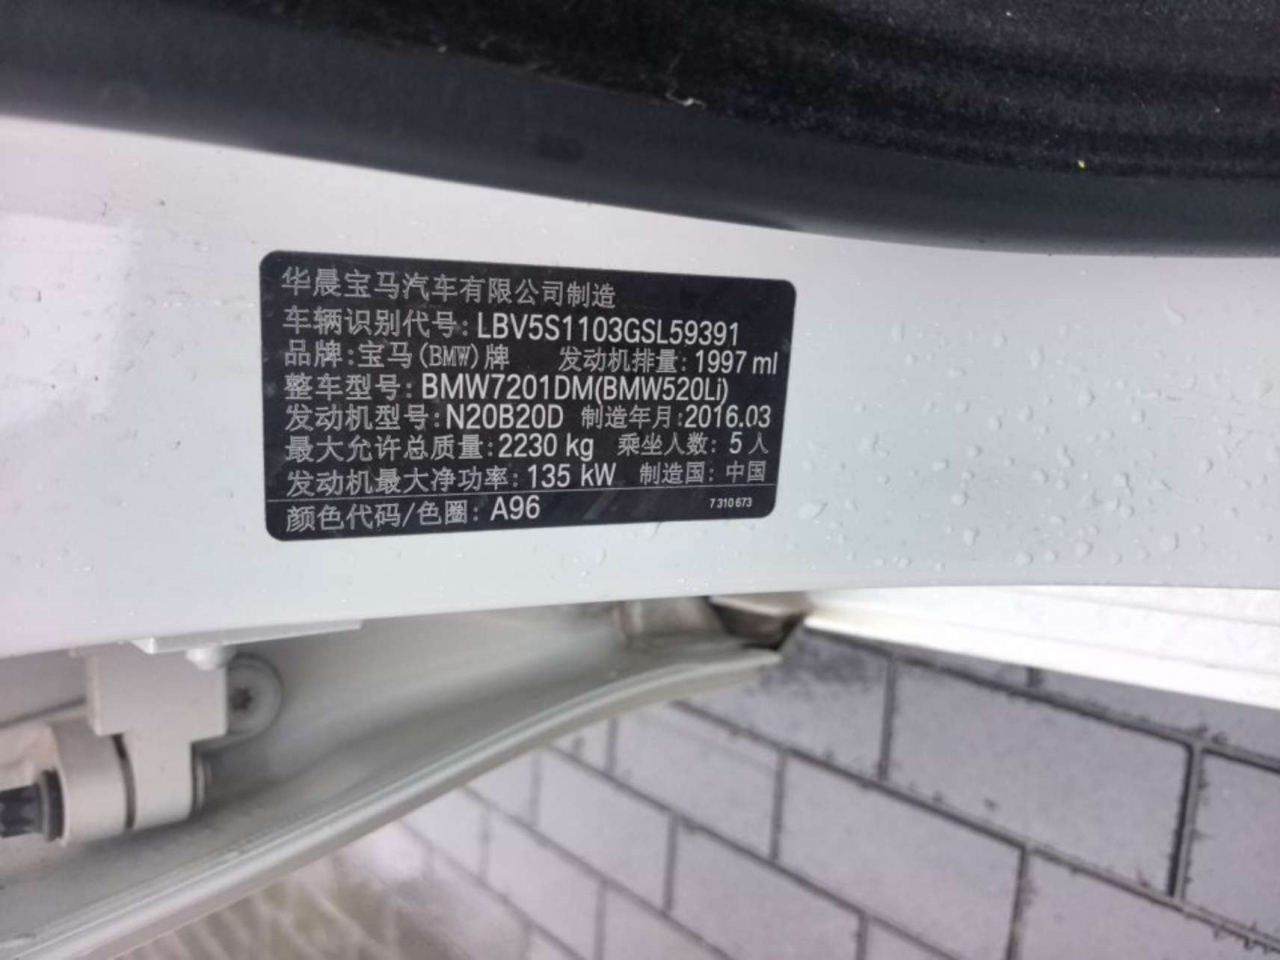 华晨宝马汽车有限公司制造
车辆识别代号: LBV5S1103GSL59391
品牌:宝马(BMW)牌 发动机排量: 1997 ml
整车型号: BMW7201DM(BMW520Li)
发动机型号: N20B20D 制造年月:2016.03
最大允许总质量: 2230 kg 乘坐人数: 5 人
发动机最大净功率: 135 kW 制造国: 中国
颜色代码/色圈: A96 7 310 673